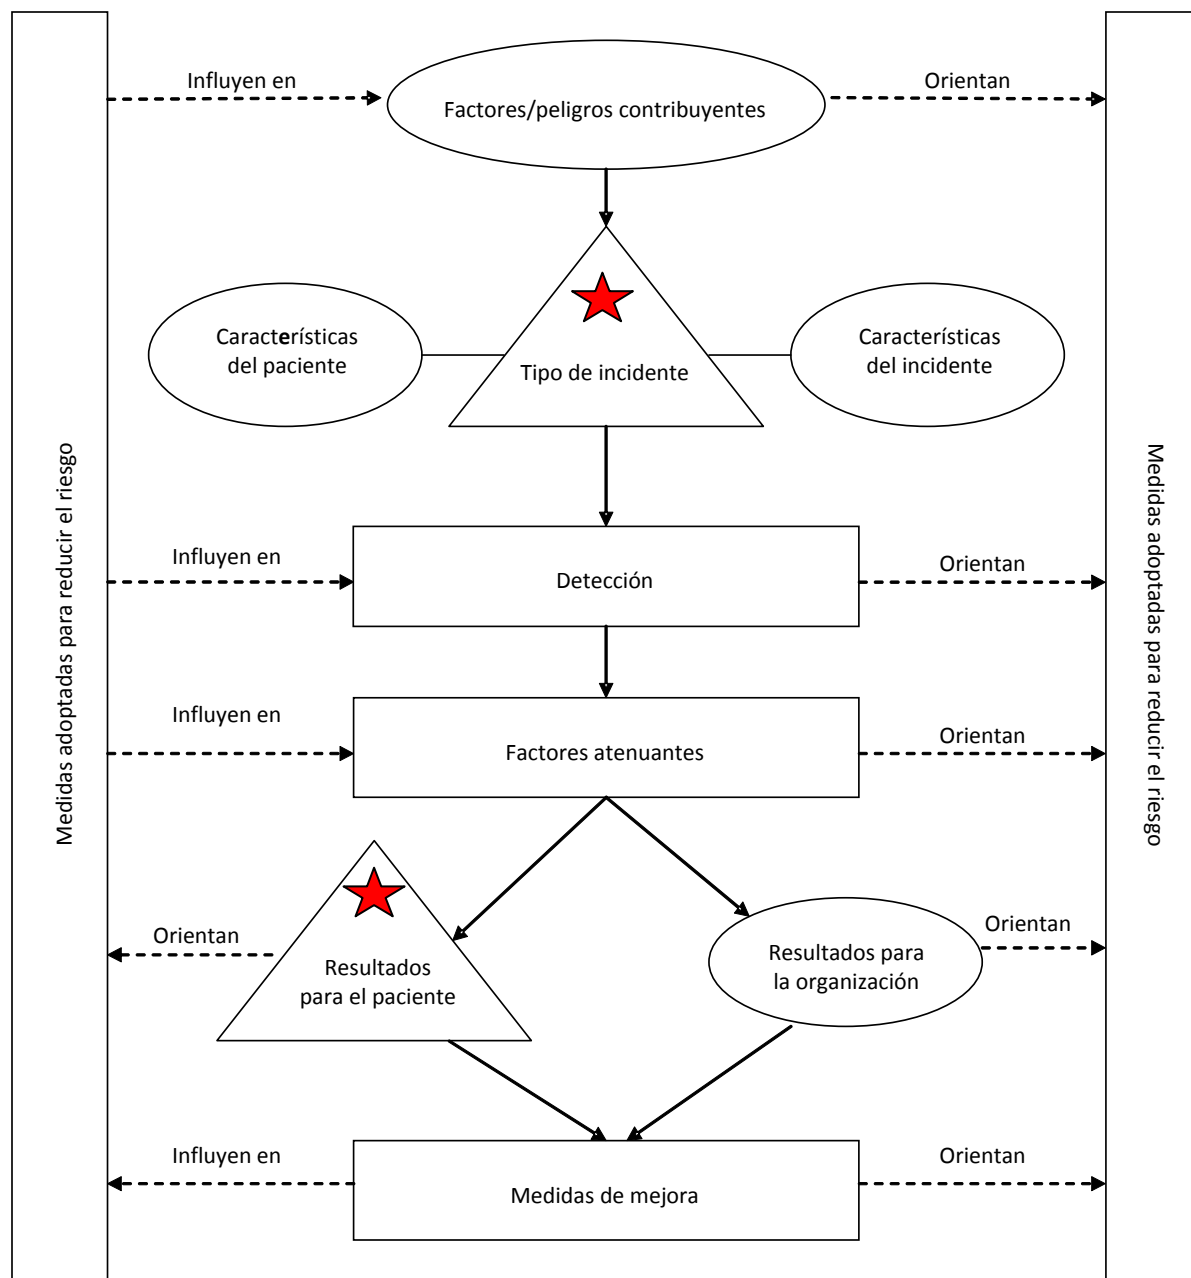 Influyen en
Orientan
Factores/peligros contribuyentes
Características
del paciente
Tipo de incidente
Características
del incidente
Medidas adoptadas para reducir el riesgo
Medidas adoptadas para reducir el riesgo
Influyen en
Detección
Orientan
Influyen en
Factores atenuantes
Orientan
Orientan
Resultados
para el paciente
Resultados para
la organización
Orientan
Influyen en
Medidas de mejora
Orientan